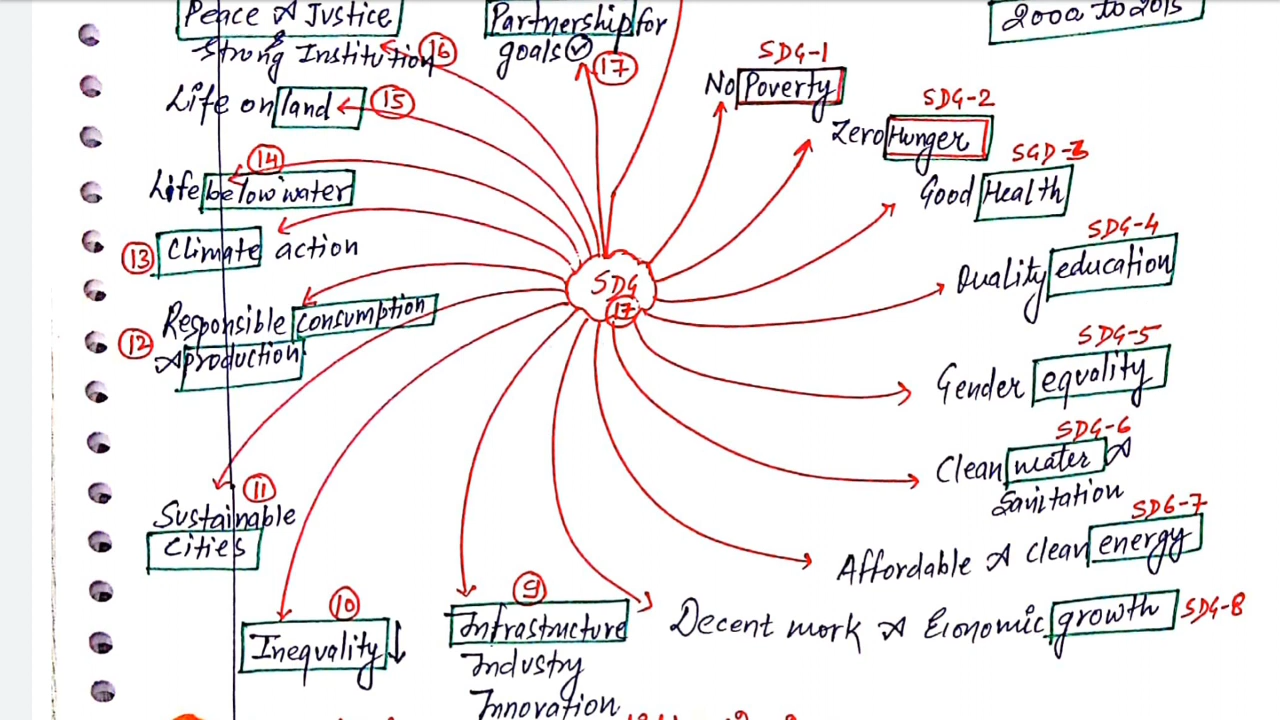 Peace & Justice
& Strong Institution 16
Partnership for
goals 17
2000 to 2015
Life on land 15
14
Life below water
13 Climate action
Responsible consumption
12 & production
SDG
17
SDG-1
No Poverty
SDG-2
Zero Hunger
SGD-3
Good Health
SDG-4
Quality education
SDG-5
Gender equality
SDG-6
Clean water &
Sanitation
SDG-7
Affordable & clean energy
Decent work & Economic growth SDG-8
9
Infrastructure
Industry
Innovation
10
Inequality↓
11
Sustainable
Cities